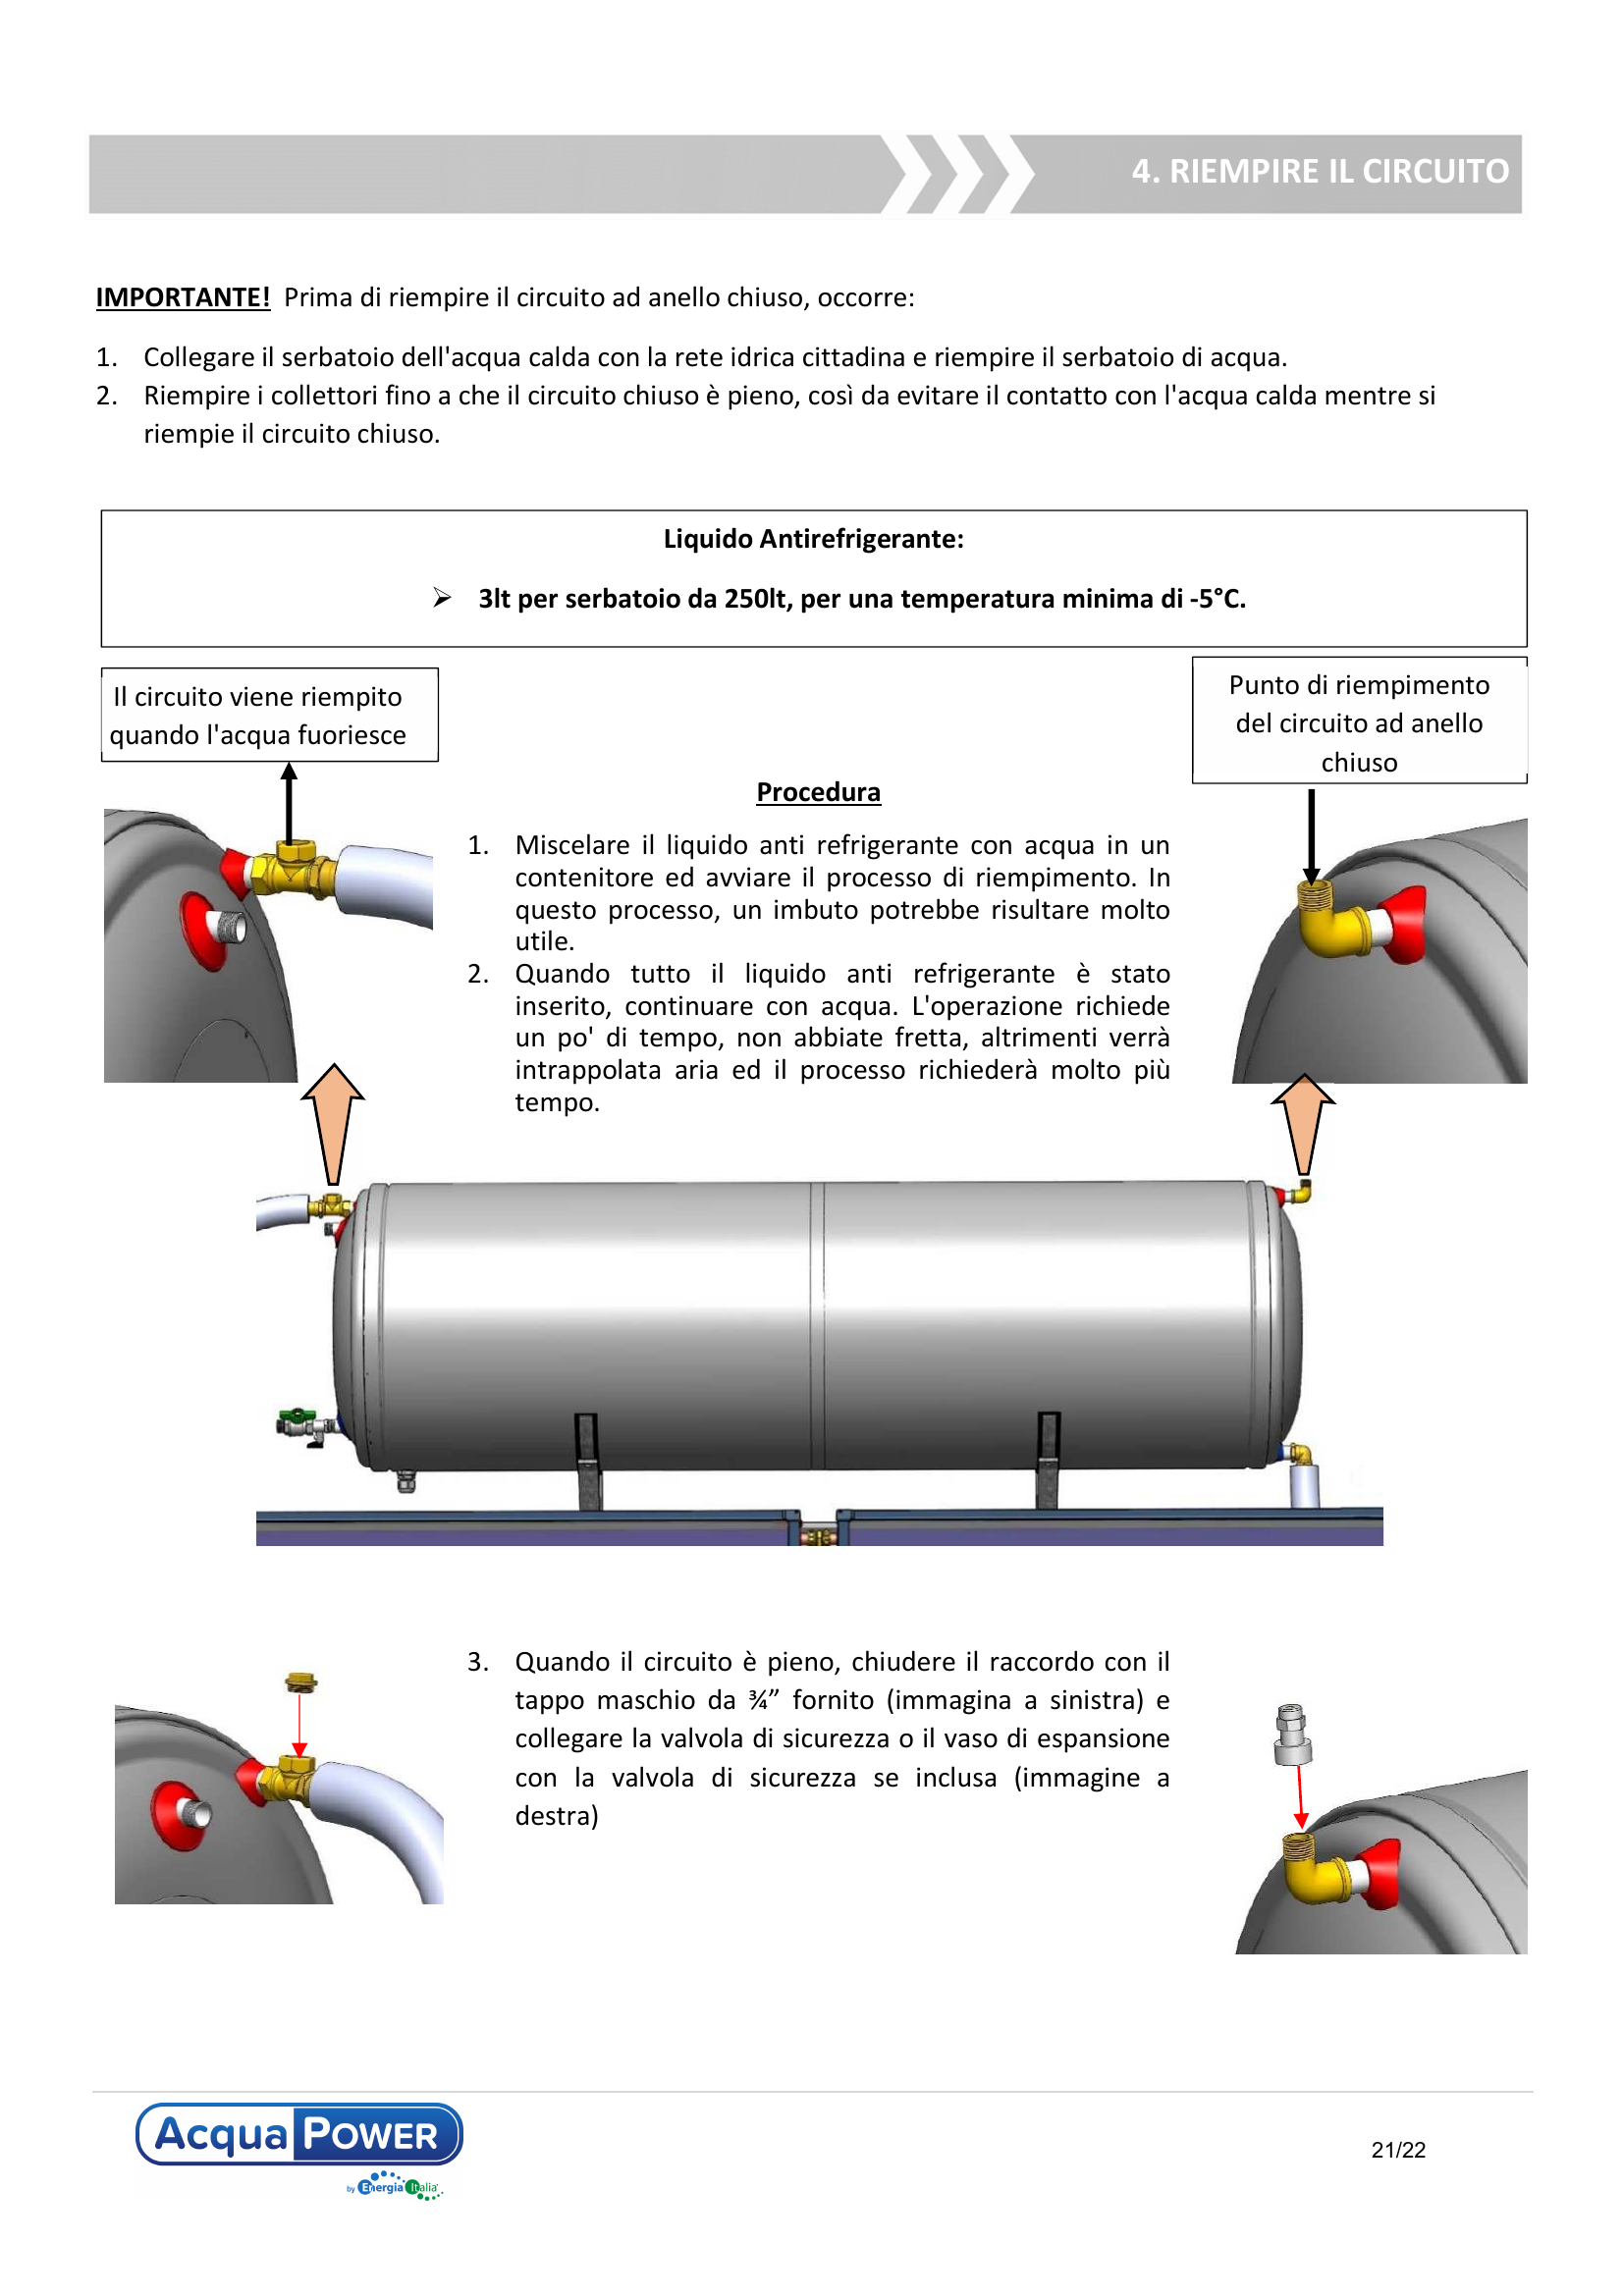 4. RIEMPIRE IL CIRCUITO
IMPORTANTE! Prima di riempire il circuito ad anello chiuso, occorre:
1. Collegare il serbatoio dell'acqua calda con la rete idrica cittadina e riempire il serbatoio di acqua.
2. Riempire i collettori fino a che il circuito chiuso è pieno, così da evitare il contatto con l'acqua calda mentre si
riempie il circuito chiuso.
Liquido Antirefrigerante:
➢ 3lt per serbatoio da 250lt, per una temperatura minima di -5°C.
Il circuito viene riempito
quando l'acqua fuoriesce
Punto di riempimento
del circuito ad anello
chiuso
Procedura
1. Miscelare il liquido anti refrigerante con acqua in un
contenitore ed avviare il processo di riempimento. In
questo processo, un imbuto potrebbe risultare molto
utile.
2. Quando tutto il liquido anti refrigerante è stato
inserito, continuare con acqua. L'operazione richiede
un po' di tempo, non abbiate fretta, altrimenti verrà
intrappolata aria ed il processo richiederà molto più
tempo.
3. Quando il circuito è pieno, chiudere il raccordo con il
tappo maschio da ¾” fornito (immagina a sinistra) e
collegare la valvola di sicurezza o il vaso di espansione
con la valvola di sicurezza se inclusa (immagine a
destra)
Acqua POWER
by Energia Italia
21/22